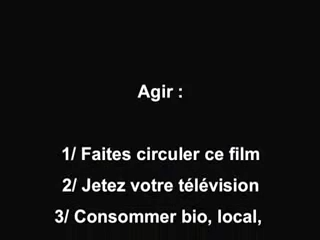 Agir :
1/ Faites circuler ce film
2/ Jetez votre télévision
3/ Consommer bio, local,